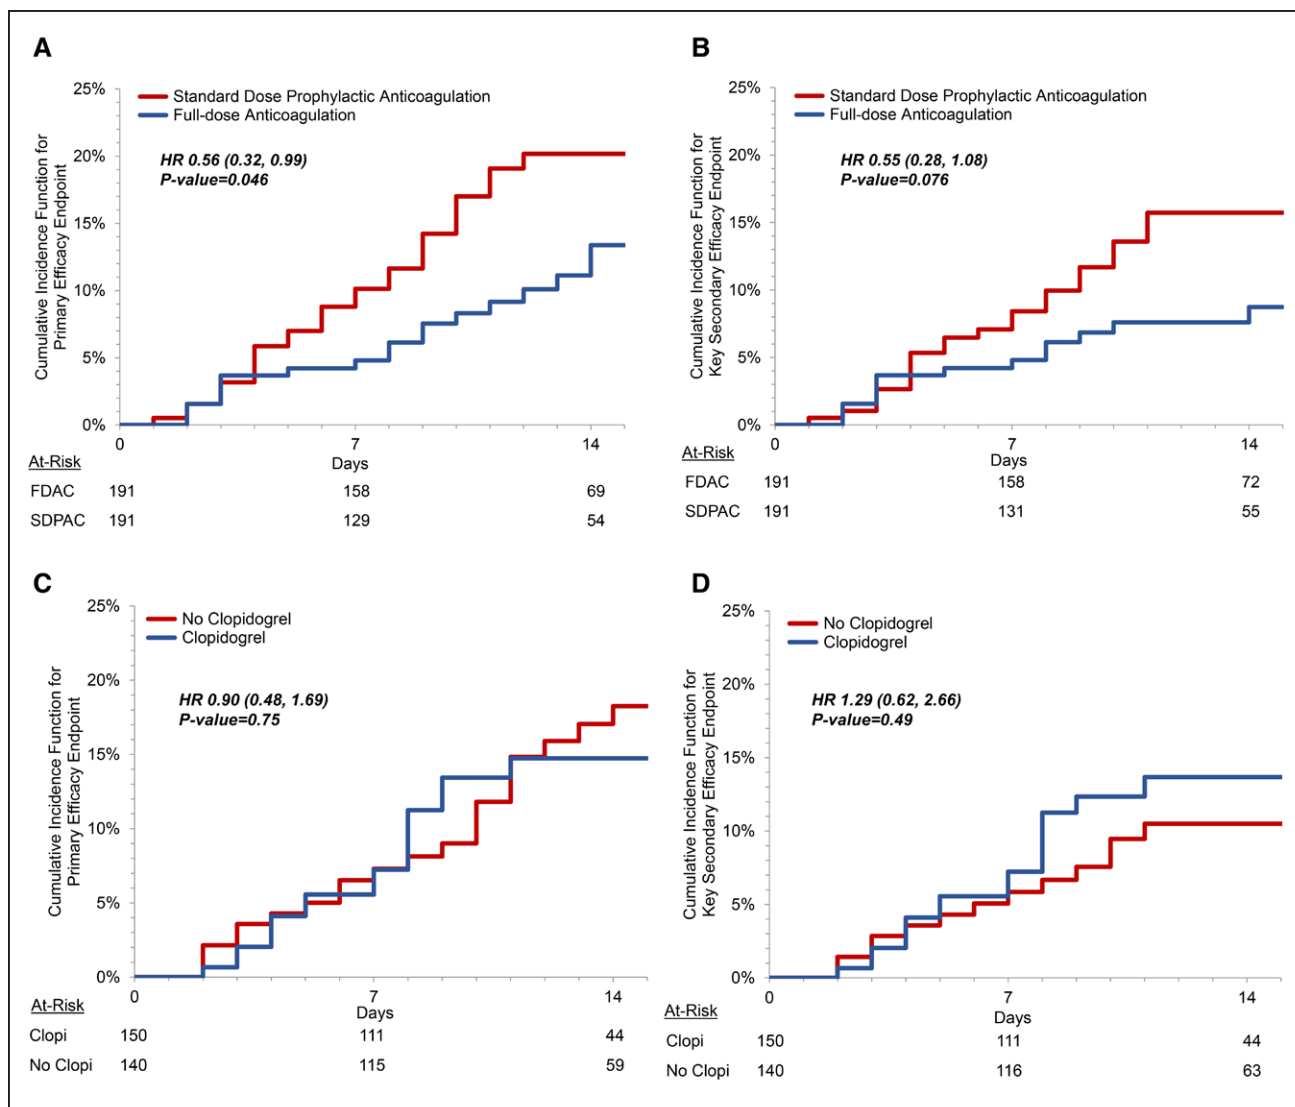 A
25%
20%
15%
10%
5%
0%
Cumulative Incidence Function for
Primary Efficacy Endpoint
Standard Dose Prophylactic Anticoagulation
Full-dose Anticoagulation
HR 0.56 (0.32, 0.99)
P-value=0.046
0 7 14
Days
At-Risk
FDAC 191 158 69
SDPAC 191 129 54
B
25%
20%
15%
10%
5%
0%
Cumulative Incidence Function for
Key Secondary Efficacy Endpoint
Standard Dose Prophylactic Anticoagulation
Full-dose Anticoagulation
HR 0.55 (0.28, 1.08)
P-value=0.076
0 7 14
Days
At-Risk
FDAC 191 158 72
SDPAC 191 131 55
C
25%
20%
15%
10%
5%
0%
Cumulative Incidence Function for
Primary Efficacy Endpoint
No Clopidogrel
Clopidogrel
HR 0.90 (0.48, 1.69)
P-value=0.75
0 7 14
Days
At-Risk
Clopi 150 111 44
No Clopi 140 115 59
D
25%
20%
15%
10%
5%
0%
Cumulative Incidence Function for
Key Secondary Efficacy Endpoint
No Clopidogrel
Clopidogrel
HR 1.29 (0.62, 2.66)
P-value=0.49
0 7 14
Days
At-Risk
Clopi 150 111 44
No Clopi 140 116 63